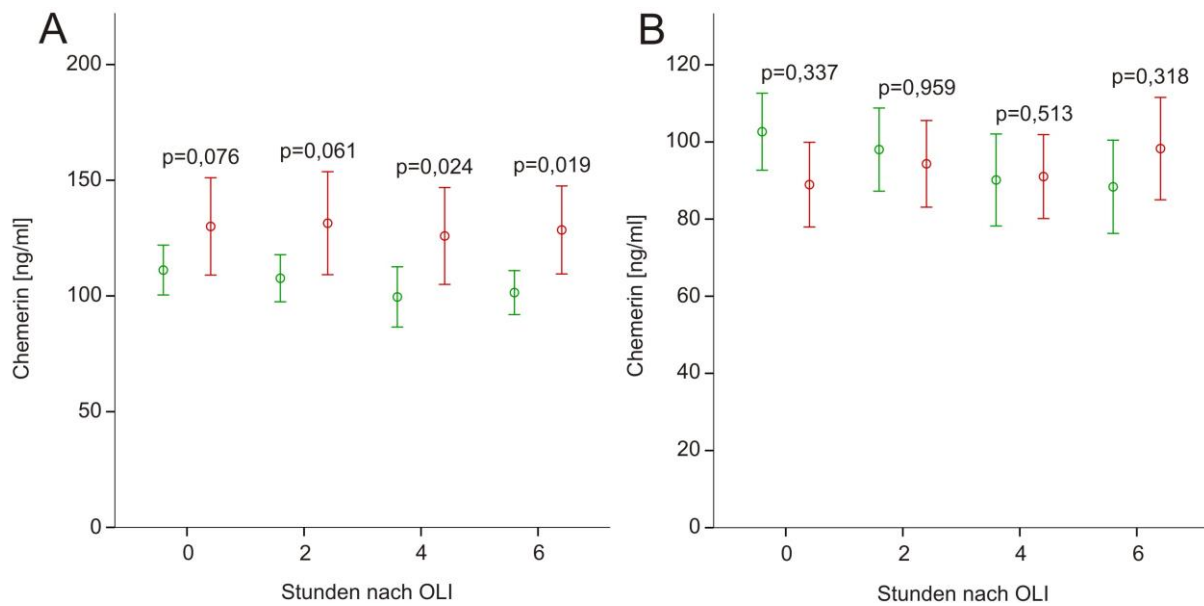 A
Chemerin [ng/ml]
200
150
100
50
0
p=0,076
p=0,061
p=0,024
p=0,019
0 2 4 6
Stunden nach OLI
B
Chemerin [ng/ml]
120
100
80
60
40
20
0
p=0,337
p=0,959
p=0,513
p=0,318
0 2 4 6
Stunden nach OLI